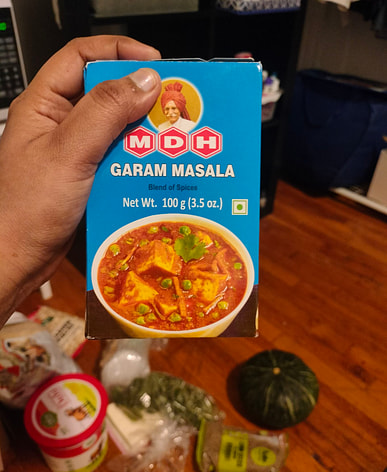 MDH
GARAM MASALA
Blend of Spices
Net Wt. 100 g (3.5 oz.)